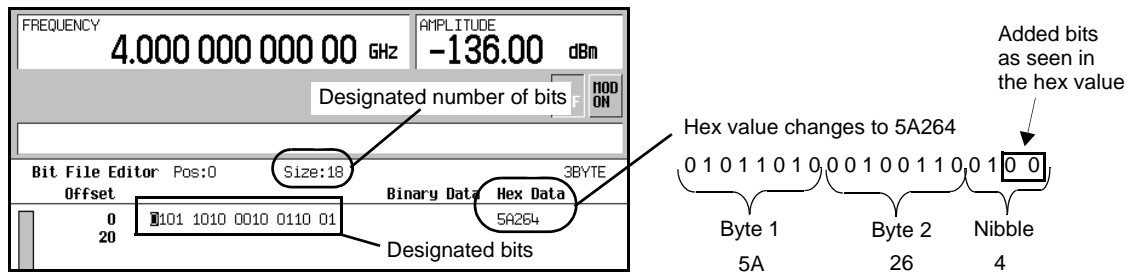 FREQUENCY
4.000 000 000 00 GHz
AMPLITUDE
-136.00 dBm
Designated number of bits
F
MOD
ON
Bit File Editor Pos:0 Size:18 3BYTE
Offset Binary Data Hex Data
0 0101 1010 0010 0110 01 5A264
20
Designated bits
Added bits
as seen in
the hex value
Hex value changes to 5A264
0 1 0 1 1 0 1 0 0 0 1 0 0 1 1 0 0 1 0 0
Byte 1 Byte 2 Nibble
5A 26 4